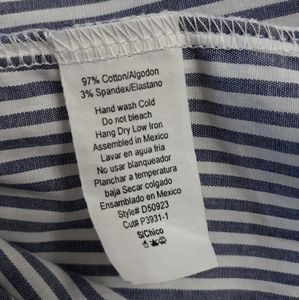 97% Cotton/Algodon
3% Spandex/Elastano
Hand wash Cold
Do not bleach
Hang Dry Low Iron
Assembled in Mexico
Lavar en agua fria
No usar blanqueador
Planchar a temperatura
baja Secar colgado
Ensamblado en Mexico
Style# D50923
Cut# P3931-1
S/Chico